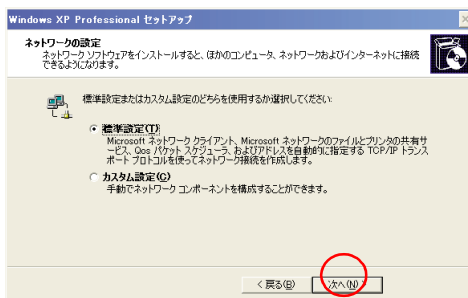 Windows XP Professional セットアップ
ネットワークの設定
ネットワーク ソフトウェアをインストールすると、ほかのコンピュータ、ネットワークおよびインターネットに接続
できるようになります。
標準設定またはカスタム設定のどちらを使用するか選択してください:
標準設定(T)
Microsoft ネットワーク クライアント、Microsoft ネットワークのファイルとプリンタの共有サ
ービス、Qos パケット スケジューラ、およびアドレスを自動的に指定する TCP/IP トランス
ポート プロトコルを使ってネットワーク接続を作成します。
カスタム設定(C)
手動でネットワーク コンポーネントを構成することができます。
< 戻る(B) 次へ(N) >